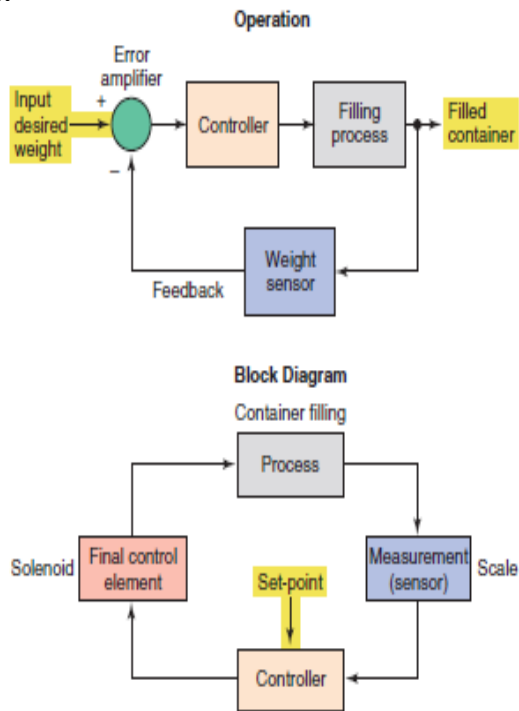 Operation
Error
amplifier
Input
desired
weight
+
−
Controller
Filling
process
Filled
container
Weight
sensor
Feedback
Block Diagram
Container filling
Process
Solenoid
Final control
element
Set-point
Measurement
(sensor)
Scale
Controller